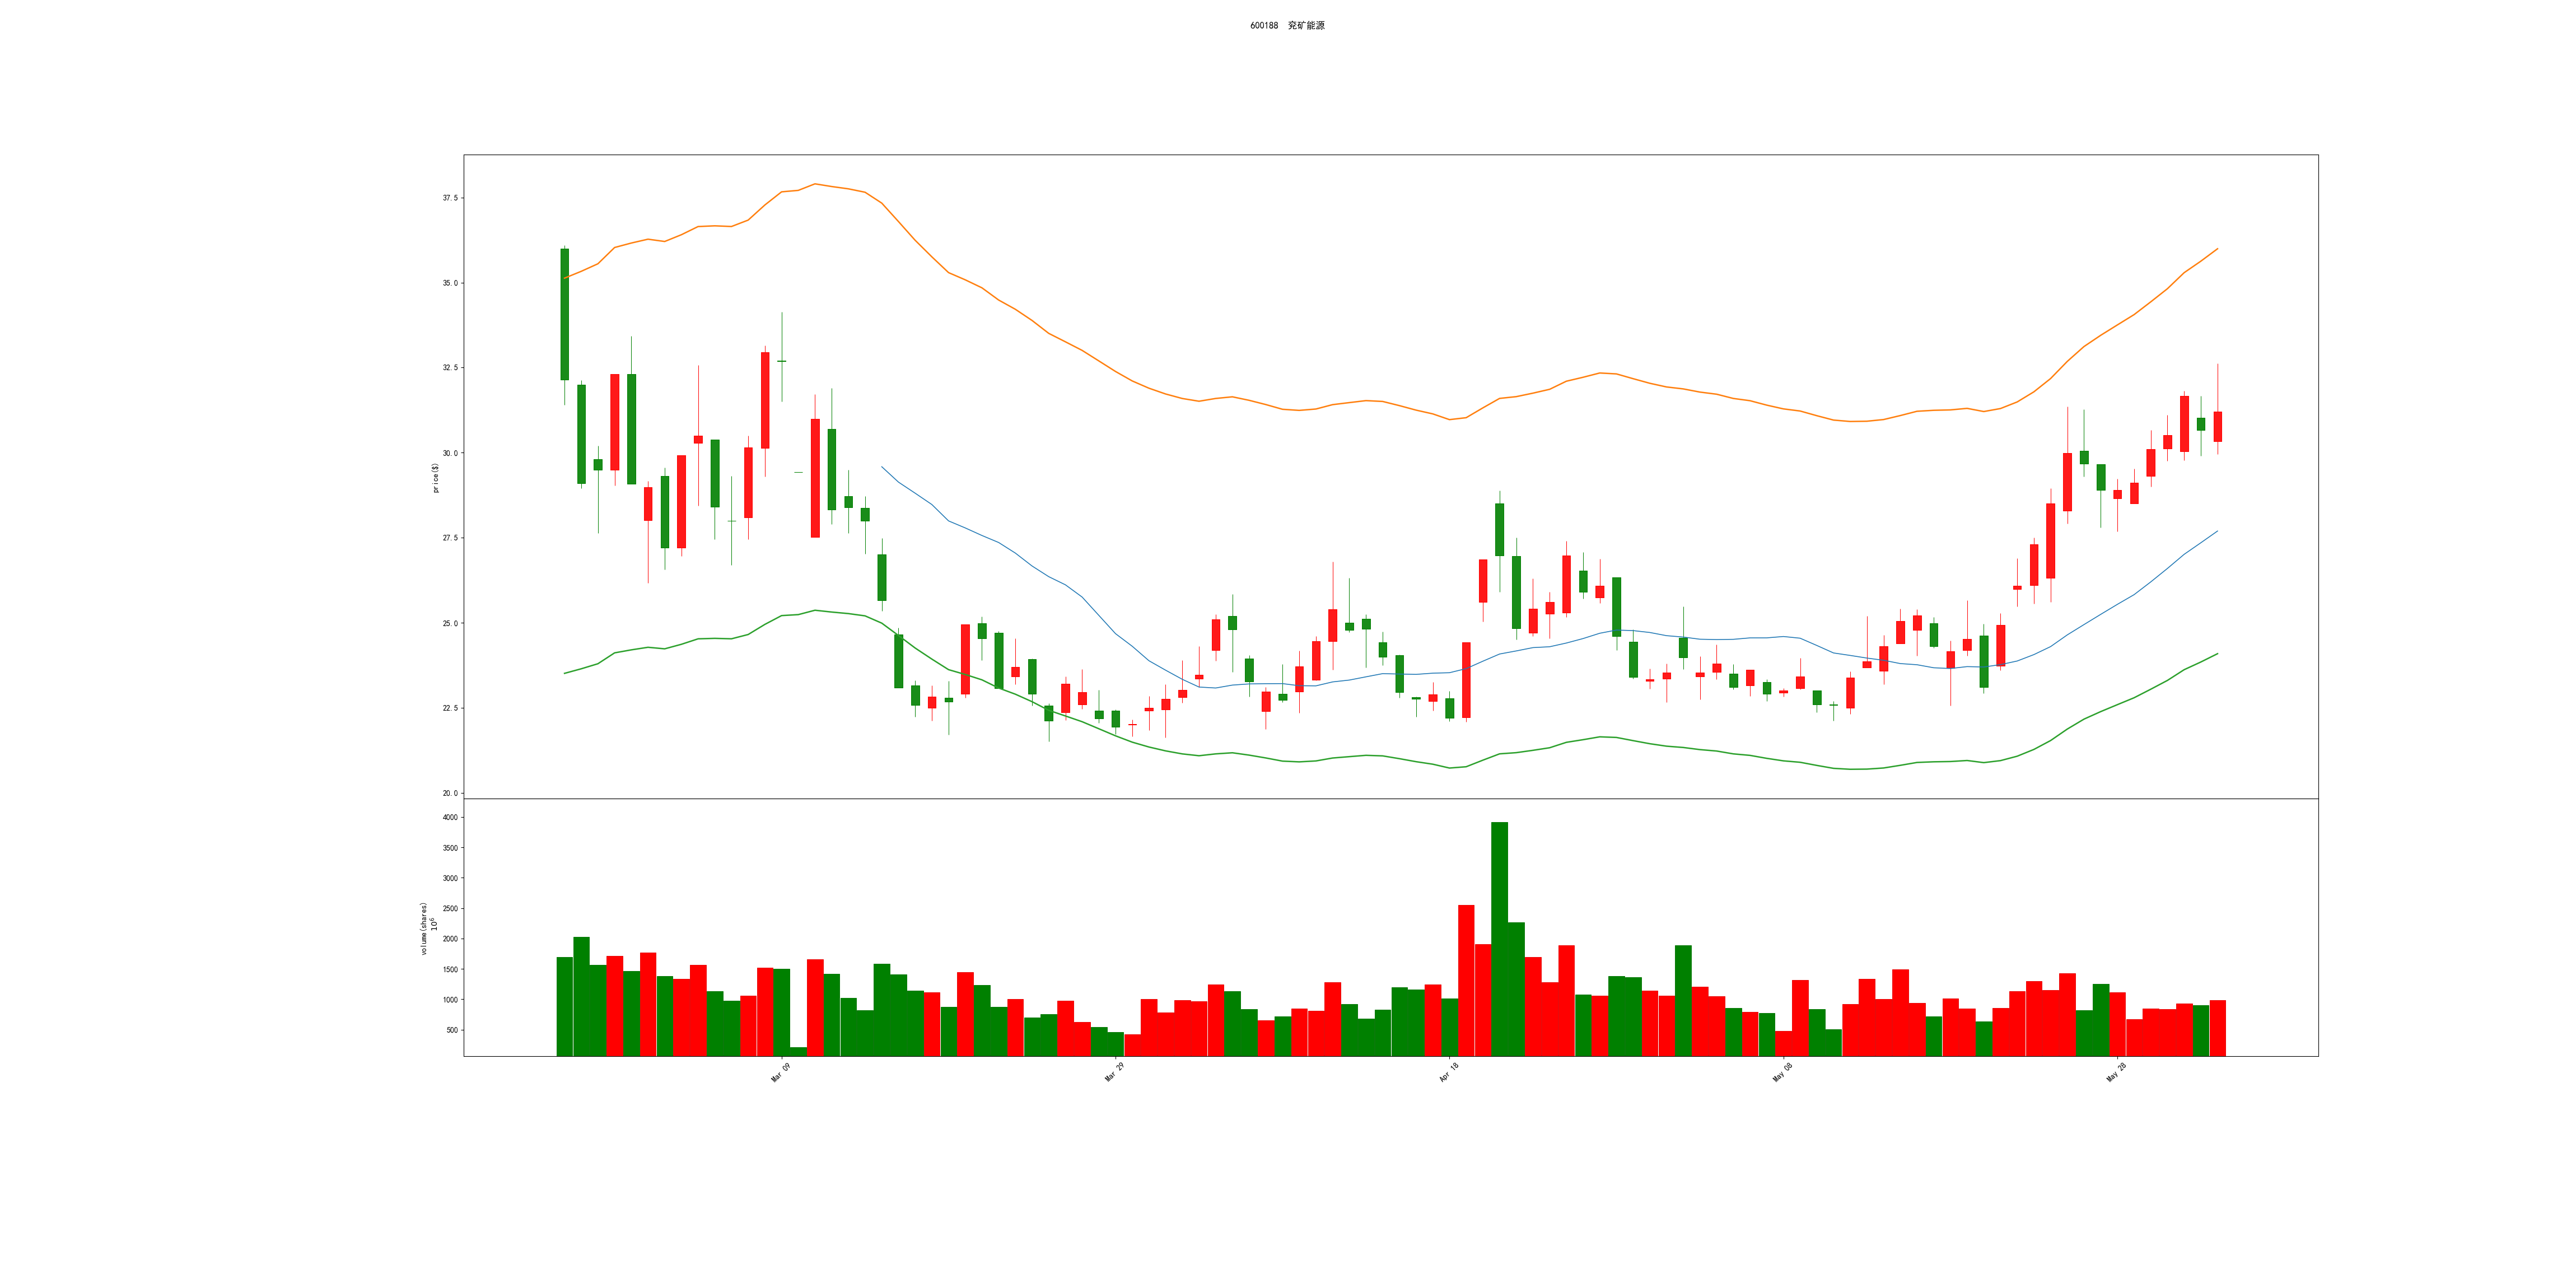 600188 兖矿能源
37.5
35.0
32.5
30.0
27.5
25.0
22.5
20.0
price($)
4000
3500
3000
2500
2000
1500
1000
500
volume(shares)
10⁶
Mar 09
Mar 29
Apr 18
May 08
May 28